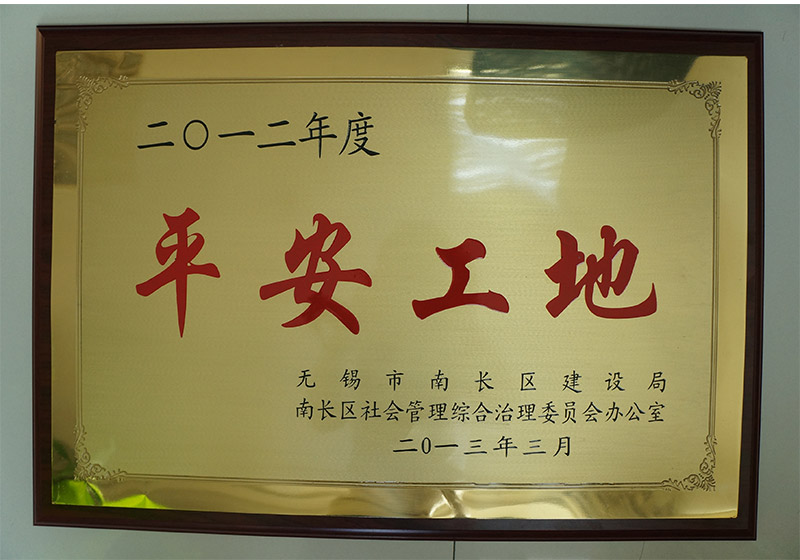 二〇一二年度
平安工地
无锡市南长区建设局
南长区社会管理综合治理委员会办公室
二〇一三年三月